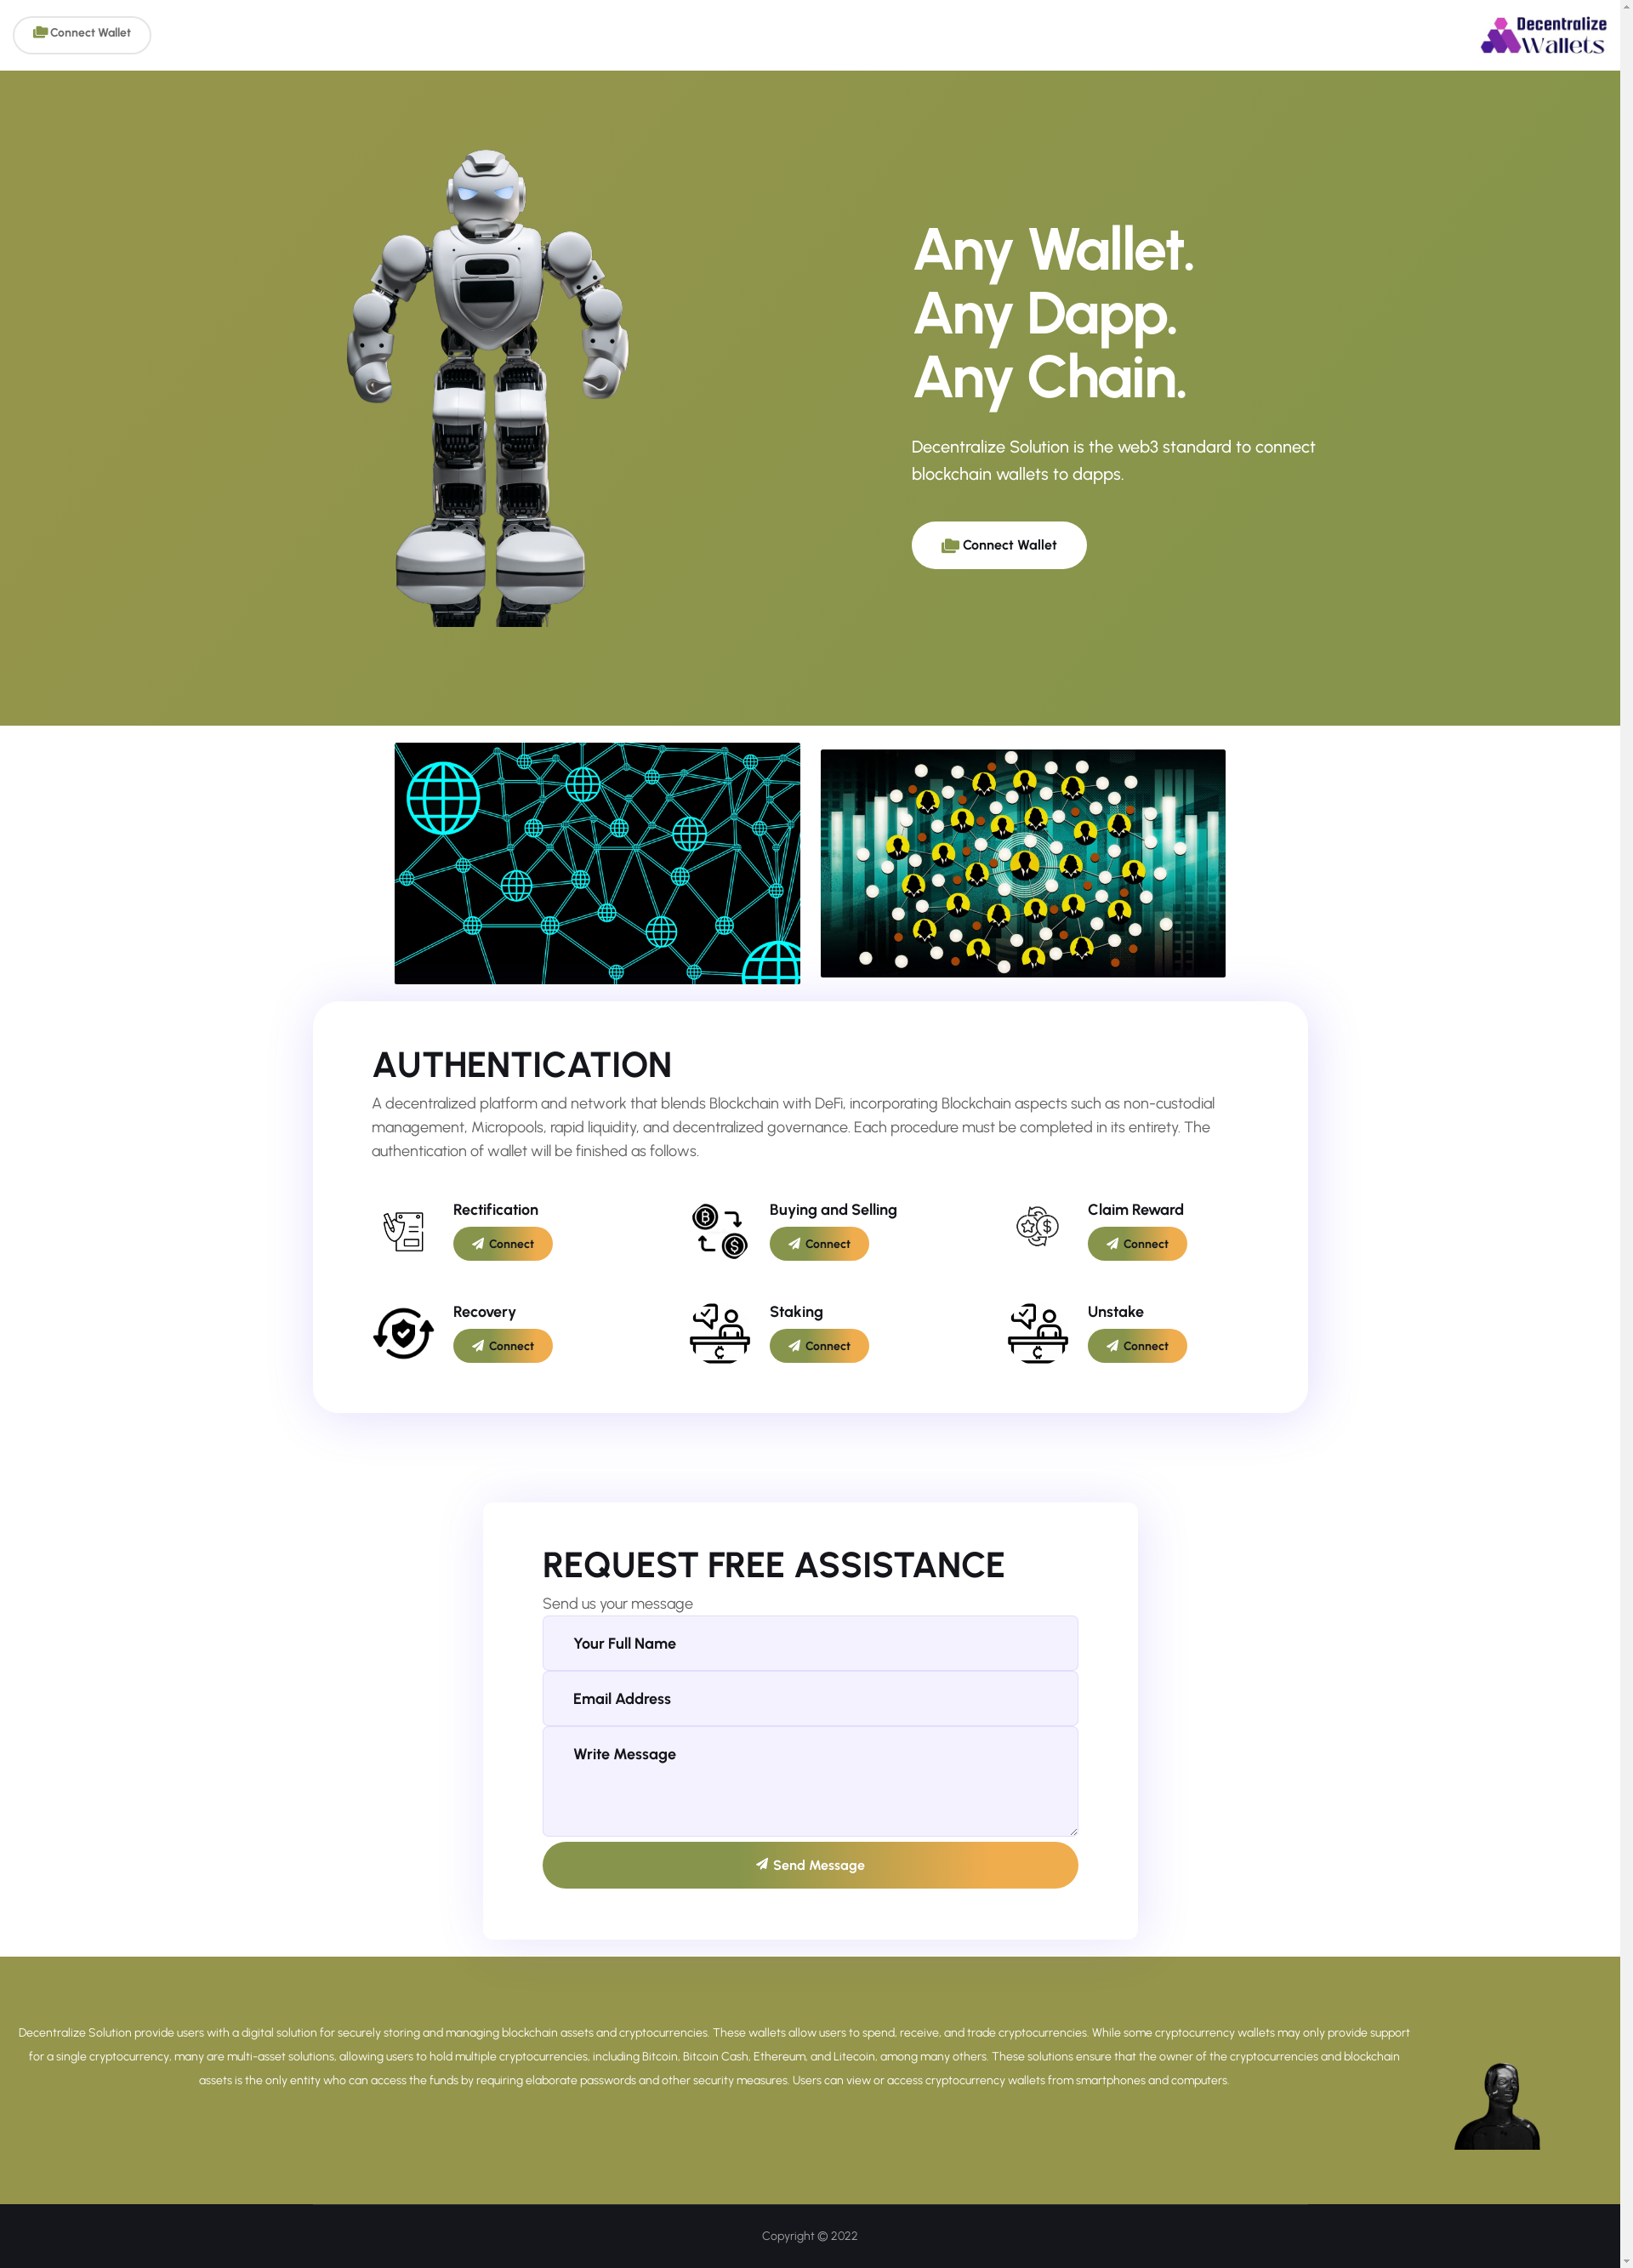 Connect Wallet
Decentralize
Wallets
Any Wallet.
Any Dapp.
Any Chain.
Decentralize Solution is the web3 standard to connect
blockchain wallets to dapps.
Connect Wallet
AUTHENTICATION
A decentralized platform and network that blends Blockchain with DeFi, incorporating Blockchain aspects such as non-custodial
management, Micropools, rapid liquidity, and decentralized governance. Each procedure must be completed in its entirety. The
authentication of wallet will be finished as follows.
Rectification
Connect
Buying and Selling
Connect
Claim Reward
Connect
Recovery
Connect
Staking
Connect
Unstake
Connect
REQUEST FREE ASSISTANCE
Send us your message
Your Full Name
Email Address
Write Message
Send Message
Decentralize Solution provide users with a digital solution for securely storing and managing blockchain assets and cryptocurrencies. These wallets allow users to spend, receive, and trade cryptocurrencies. While some cryptocurrency wallets may only provide support
for a single cryptocurrency, many are multi-asset solutions, allowing users to hold multiple cryptocurrencies, including Bitcoin, Bitcoin Cash, Ethereum, and Litecoin, among many others. These solutions ensure that the owner of the cryptocurrencies and blockchain
assets is the only entity who can access the funds by requiring elaborate passwords and other security measures. Users can view or access cryptocurrency wallets from smartphones and computers.
Copyright © 2022